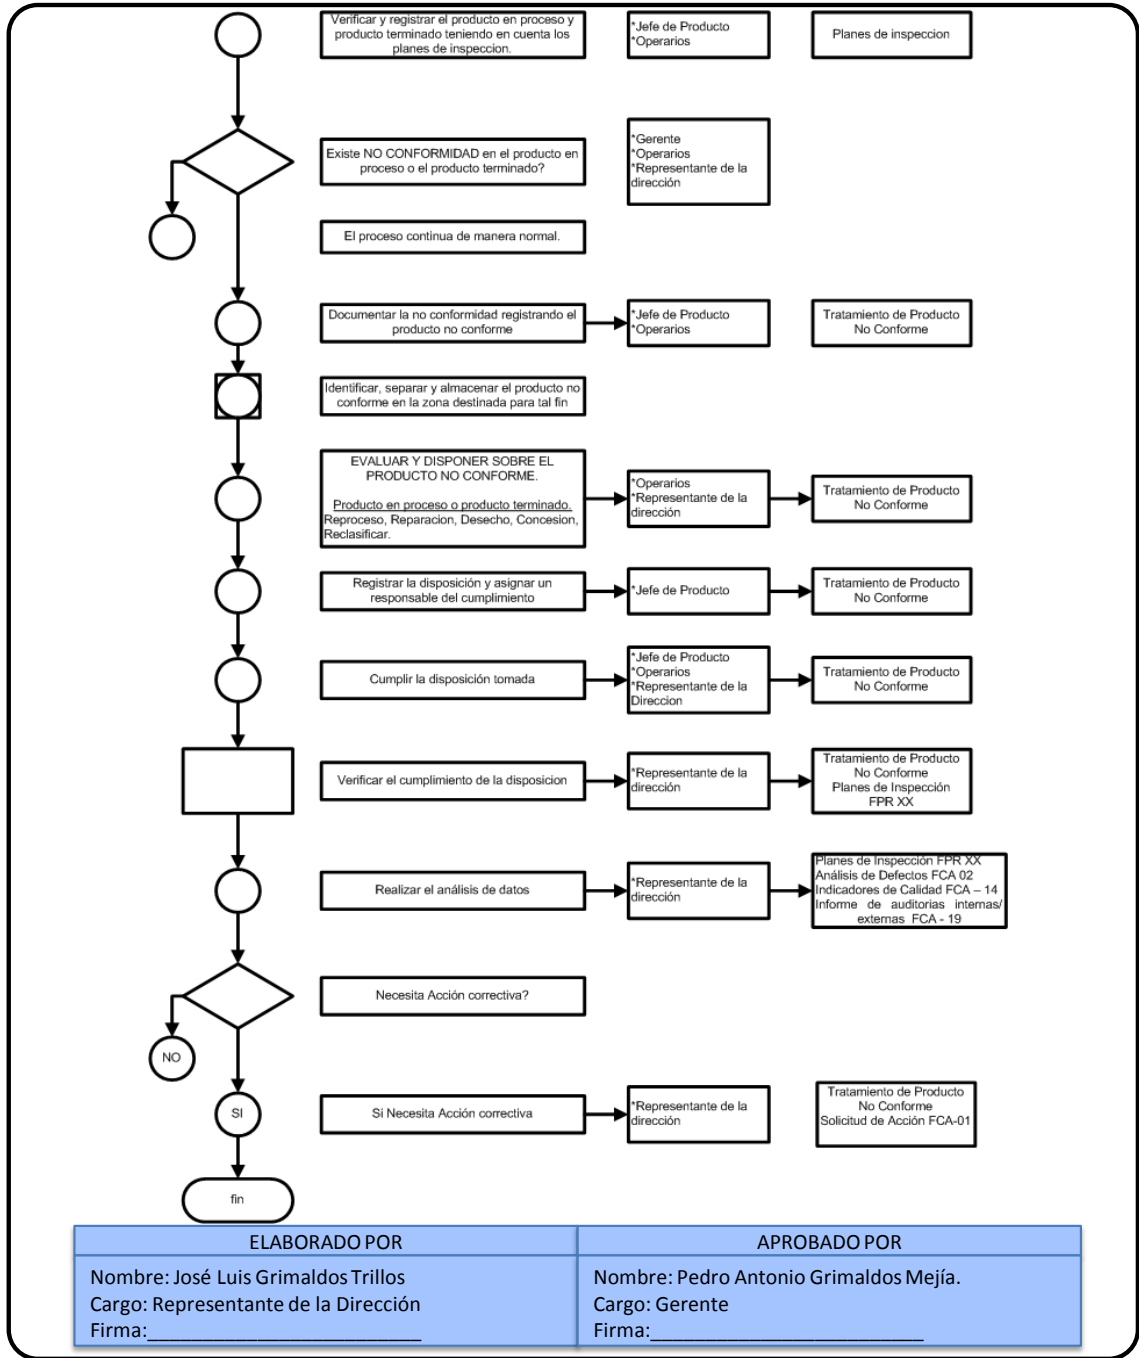 Verificar y registrar el producto en proceso y
producto terminado teniendo en cuenta los
planes de inspeccion.
*Jefe de Producto
*Operarios
Planes de inspeccion
Existe NO CONFORMIDAD en el producto en
proceso o el producto terminado?
*Gerente
*Operarios
*Representante de la
dirección
El proceso continua de manera normal.
Documentar la no conformidad registrando el
producto no conforme
*Jefe de Producto
*Operarios
Tratamiento de Producto
No Conforme
Identificar, separar y almacenar el producto no
conforme en la zona destinada para tal fin
EVALUAR Y DISPONER SOBRE EL
PRODUCTO NO CONFORME.
Producto en proceso o producto terminado.
Reproceso, Reparacion, Desecho, Concesion,
Reclasificar.
*Operarios
*Representante de la
dirección
Tratamiento de Producto
No Conforme
Registrar la disposición y asignar un
responsable del cumplimiento
*Jefe de Producto
Tratamiento de Producto
No Conforme
Cumplir la disposición tomada
*Jefe de Producto
*Operarios
*Representante de la
Direccion
Tratamiento de Producto
No Conforme
Verificar el cumplimiento de la disposicion
*Representante de la
dirección
Tratamiento de Producto
No Conforme
Planes de Inspección
FPR XX
Realizar el análisis de datos
*Representante de la
dirección
Planes de Inspección FPR XX
Análisis de Defectos FCA 02
Indicadores de Calidad FCA – 14
Informe de auditorias internas/
externas FCA - 19
Necesita Acción correctiva?
NO
SI
Si Necesita Acción correctiva
*Representante de la
dirección
Tratamiento de Producto
No Conforme
Solicitud de Acción FCA-01
fin
ELABORADO POR
Nombre: José Luis Grimaldos Trillos
Cargo: Representante de la Dirección
Firma:_________________________
APROBADO POR
Nombre: Pedro Antonio Grimaldos Mejía.
Cargo: Gerente
Firma:_________________________